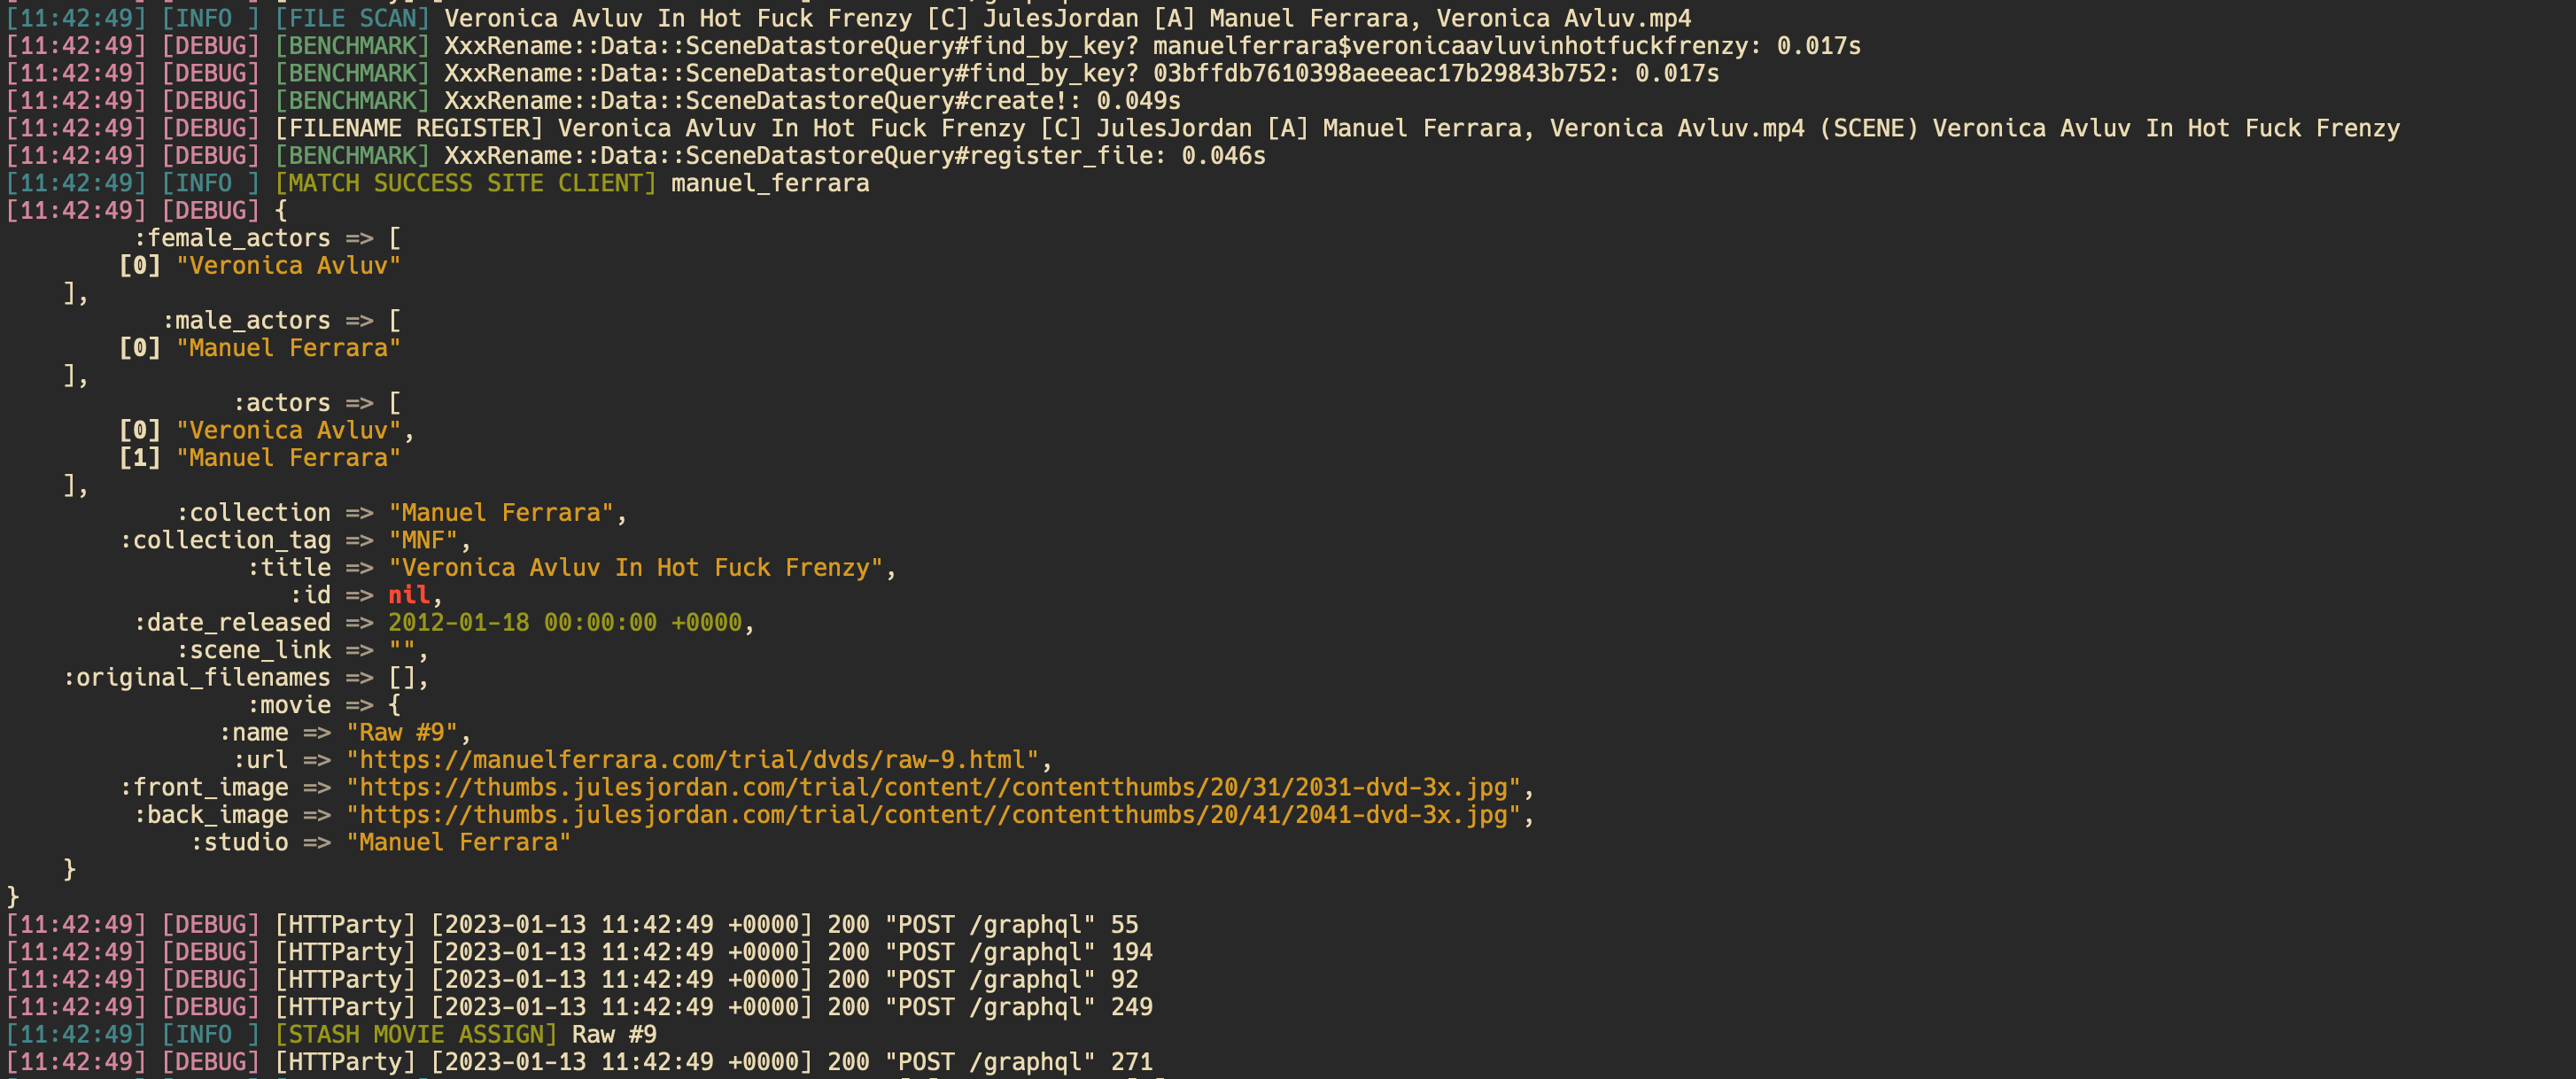 [11:42:49] [INFO ] [FILE SCAN] Veronica Avluv In Hot Fuck Frenzy [C] JulesJordan [A] Manuel Ferrara, Veronica Avluv.mp4
[11:42:49] [DEBUG] [BENCHMARK] XxxRename::Data::SceneDatastoreQuery#find_by_key? manuelferrara$veronicaavluvinhotfuckfrenzy: 0.017s
[11:42:49] [DEBUG] [BENCHMARK] XxxRename::Data::SceneDatastoreQuery#find_by_key? 03bffdb7610398aeeeac17b29843b752: 0.017s
[11:42:49] [DEBUG] [BENCHMARK] XxxRename::Data::SceneDatastoreQuery#create!: 0.049s
[11:42:49] [DEBUG] [FILENAME REGISTER] Veronica Avluv In Hot Fuck Frenzy [C] JulesJordan [A] Manuel Ferrara, Veronica Avluv.mp4 (SCENE) Veronica Avluv In Hot Fuck Frenzy
[11:42:49] [DEBUG] [BENCHMARK] XxxRename::Data::SceneDatastoreQuery#register_file: 0.046s
[11:42:49] [INFO ] [MATCH SUCCESS SITE CLIENT] manuel_ferrara
[11:42:49] [DEBUG] {
:female_actors => [
[0] "Veronica Avluv"
],
:male_actors => [
[0] "Manuel Ferrara"
],
:actors => [
[0] "Veronica Avluv",
[1] "Manuel Ferrara"
],
:collection => "Manuel Ferrara",
:collection_tag => "MNF",
:title => "Veronica Avluv In Hot Fuck Frenzy",
:id => nil,
:date_released => 2012-01-18 00:00:00 +0000,
:scene_link => "",
:original_filenames => [],
:movie => {
:name => "Raw #9",
:url => "https://manuelferrara.com/trial/dvds/raw-9.html",
:front_image => "https://thumbs.julesjordan.com/trial/content//contentthumbs/20/31/2031-dvd-3x.jpg",
:back_image => "https://thumbs.julesjordan.com/trial/content//contentthumbs/20/41/2041-dvd-3x.jpg",
:studio => "Manuel Ferrara"
}
}
[11:42:49] [DEBUG] [HTTParty] [2023-01-13 11:42:49 +0000] 200 "POST /graphql" 55
[11:42:49] [DEBUG] [HTTParty] [2023-01-13 11:42:49 +0000] 200 "POST /graphql" 194
[11:42:49] [DEBUG] [HTTParty] [2023-01-13 11:42:49 +0000] 200 "POST /graphql" 92
[11:42:49] [DEBUG] [HTTParty] [2023-01-13 11:42:49 +0000] 200 "POST /graphql" 249
[11:42:49] [INFO ] [STASH MOVIE ASSIGN] Raw #9
[11:42:49] [DEBUG] [HTTParty] [2023-01-13 11:42:49 +0000] 200 "POST /graphql" 271